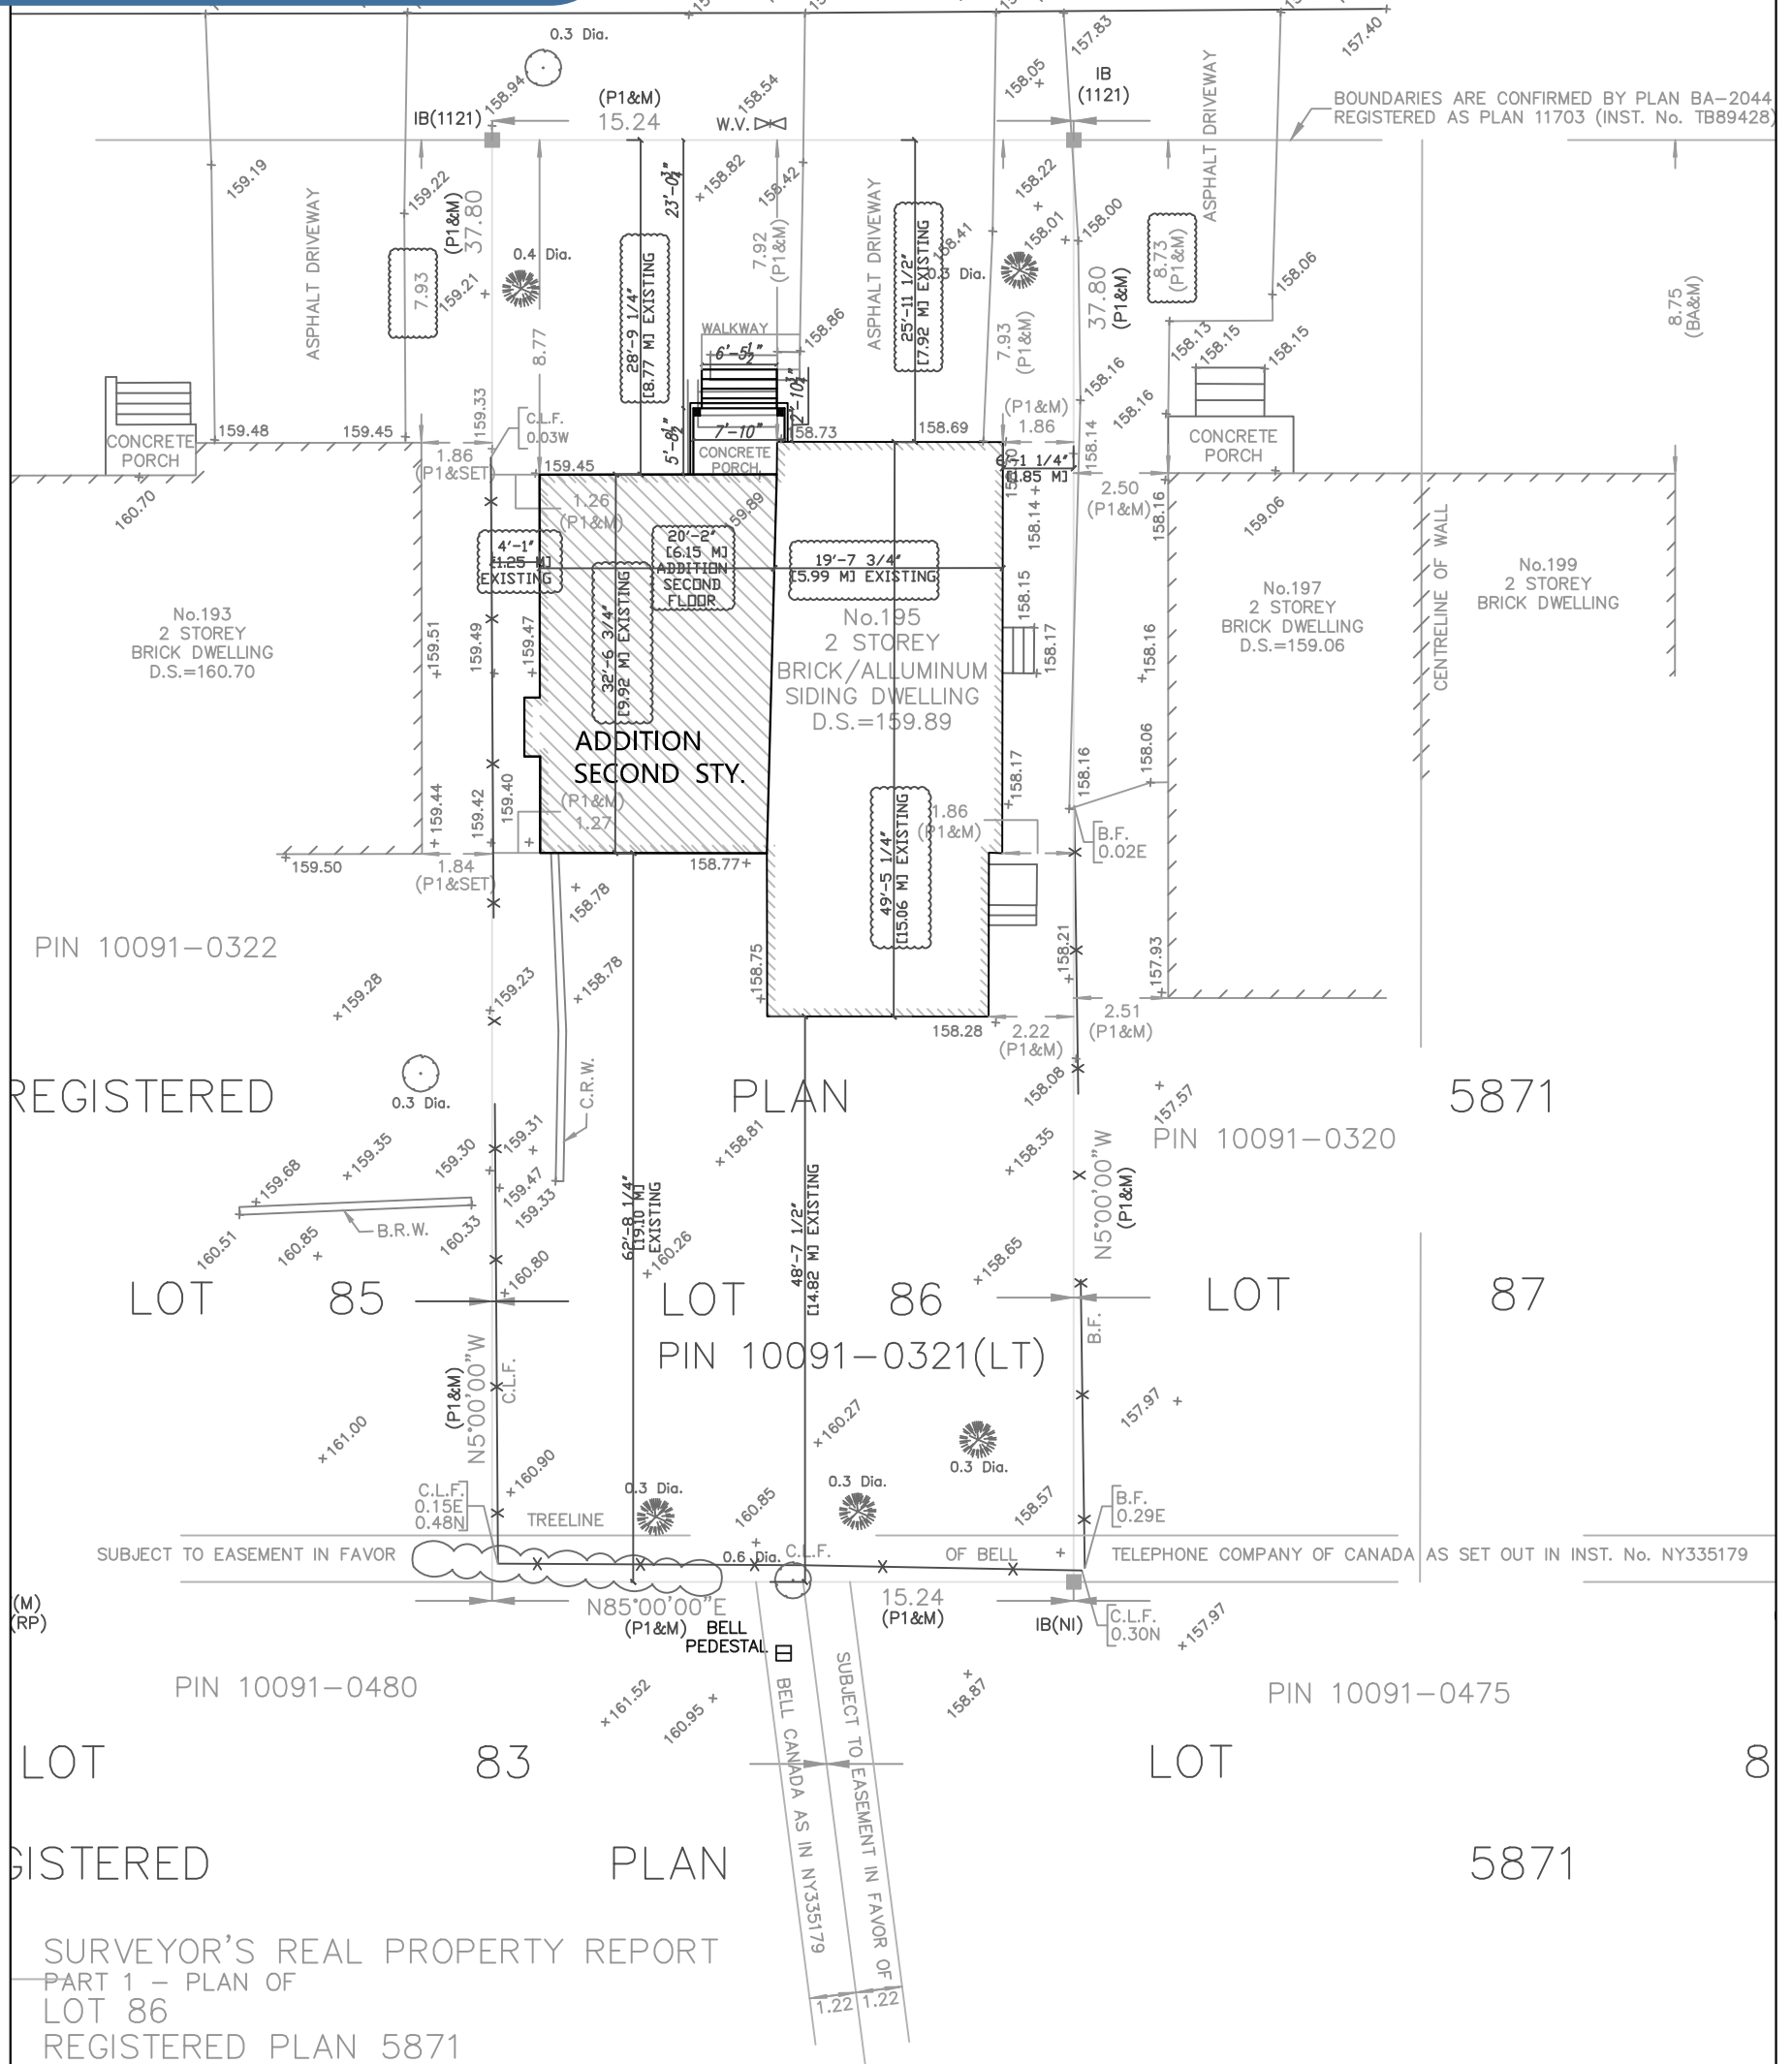 0.3 Dia.
157.83
157.40
158.94
(P1&M)
15.24
158.54
158.05
IB
(1121)
IB(1121)
W.V.
BOUNDARIES ARE CONFIRMED BY PLAN BA-2044
REGISTERED AS PLAN 11703 (INST. No. TB89428)
159.19
159.22
(P1&M)
37.80
23'-0¾"
158.82
158.42
158.22
158.00
158.01
ASPHALT DRIVEWAY
ASPHALT DRIVEWAY
ASPHALT DRIVEWAY
7.93
159.21
0.4 Dia.
8.77
28'-9 1/4"
[8.77 M] EXISTING
7.92
(P1&M)
25'-11 1/2"
[7.92 M] EXISTING
158.41
0.3 Dia.
7.93
(P1&M)
37.80
(P1&M)
8.73
(P1&M)
158.06
8.75
(BA&M)
WALKWAY
158.86
6'-5½"
158.13
158.15
158.15
158.16
158.16
CONCRETE
PORCH
159.48
159.45
159.33
C.L.F.
0.03W
1.86
(P1&SET)
5'-8½"
7'-10"
2'-10¾"
CONCRETE
PORCH
158.73
158.69
(P1&M)
1.86
158.14
CONCRETE
PORCH
159.45
[1.85 M]
2.50
(P1&M)
160.70
1.26
(P1&M)
158.14
158.16
159.06
4'-1"
[1.25 M]
EXISTING
20'-2"
[6.15 M]
ADDITION
SECOND
FLOOR
19'-7 3/4"
[5.99 M] EXISTING
CENTRELINE OF WALL
No.193
2 STOREY
BRICK DWELLING
D.S.=160.70
159.51
159.49
159.47
32'-6 3/4"
[9.92 M] EXISTING
No.195
2 STOREY
BRICK/ALLUMINUM
SIDING DWELLING
D.S.=159.89
158.15
158.17
158.16
No.197
2 STOREY
BRICK DWELLING
D.S.=159.06
No.199
2 STOREY
BRICK DWELLING
ADDITION
SECOND STY.
158.06
158.16
158.17
159.44
159.42
159.40
(P1&M)
1.27
49'-5 1/4"
[15.06 M] EXISTING
1.86
(P1&M)
B.F.
0.02E
159.50
1.84
(P1&SET)
158.77
158.78
PIN 10091-0322
158.75
158.21
157.93
159.28
159.23
158.78
158.28
2.22
(P1&M)
2.51
(P1&M)
0.3 Dia.
C.R.W.
158.08
157.57
REGISTERED PLAN 5871
159.35
159.30
159.31
158.81
158.35
PIN 10091-0320
159.68
159.47
159.33
62'-8 1/4"
[19.10 M]
EXISTING
48'-7 1/2"
[14.82 M] EXISTING
N5°00'00"W
(P1&M)
B.R.W.
160.51
160.85
160.33
160.80
160.26
158.65
LOT 85
LOT 86
LOT 87
PIN 10091-0321(LT)
B.F.
(P1&M)
N5°00'00"W
C.L.F.
161.00
160.90
160.27
157.97
0.3 Dia.
C.L.F.
0.15E
0.48N
TREELINE
0.3 Dia.
160.85
0.3 Dia.
158.57
B.F.
0.29E
SUBJECT TO EASEMENT IN FAVOR
0.6 Dia.
C.L.F.
OF BELL
TELEPHONE COMPANY OF CANADA AS SET OUT IN INST. No. NY335179
(M)
(RP)
N85°00'00"E
(P1&M)
BELL
PEDESTAL
15.24
(P1&M)
IB(NI)
C.L.F.
0.30N
157.97
PIN 10091-0480
161.52
160.95
158.87
PIN 10091-0475
BELL CANADA AS IN NY335179
SUBJECT TO EASEMENT IN FAVOR OF
LOT 83
LOT 8
GISTERED PLAN 5871
1.22
1.22
SURVEYOR'S REAL PROPERTY REPORT
PART 1 - PLAN OF
LOT 86
REGISTERED PLAN 5871